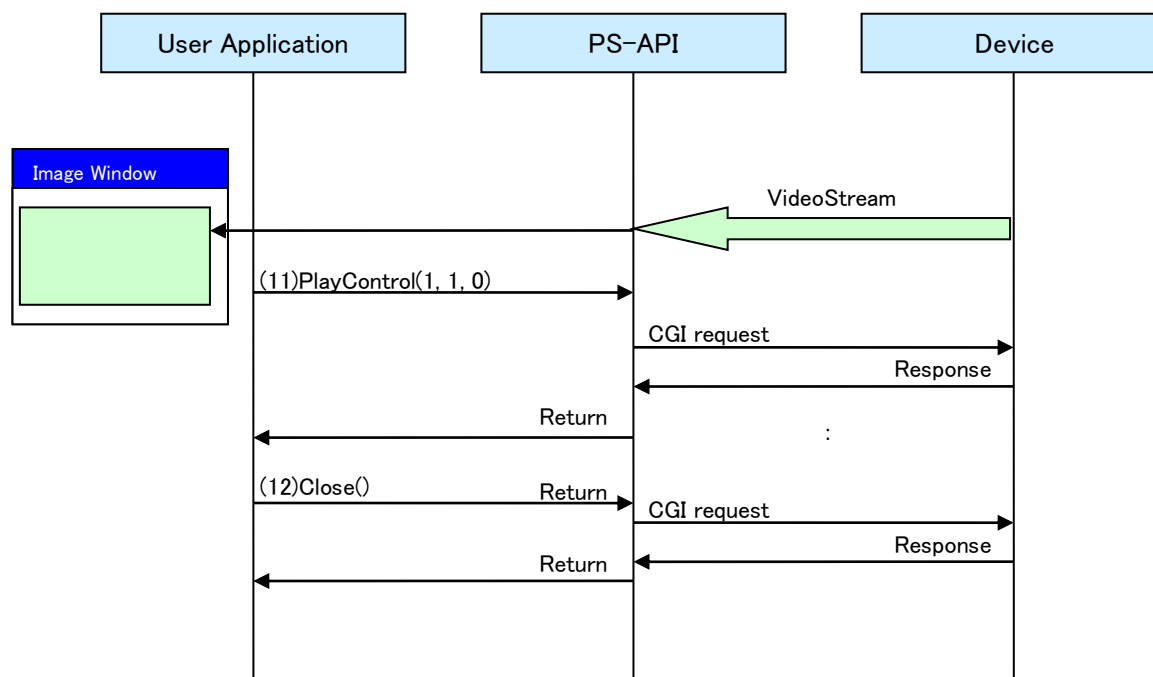 User Application
PS-API
Device
Image Window
VideoStream
(11)PlayControl(1, 1, 0)
CGI request
Response
Return
:
(12)Close()
Return
CGI request
Response
Return